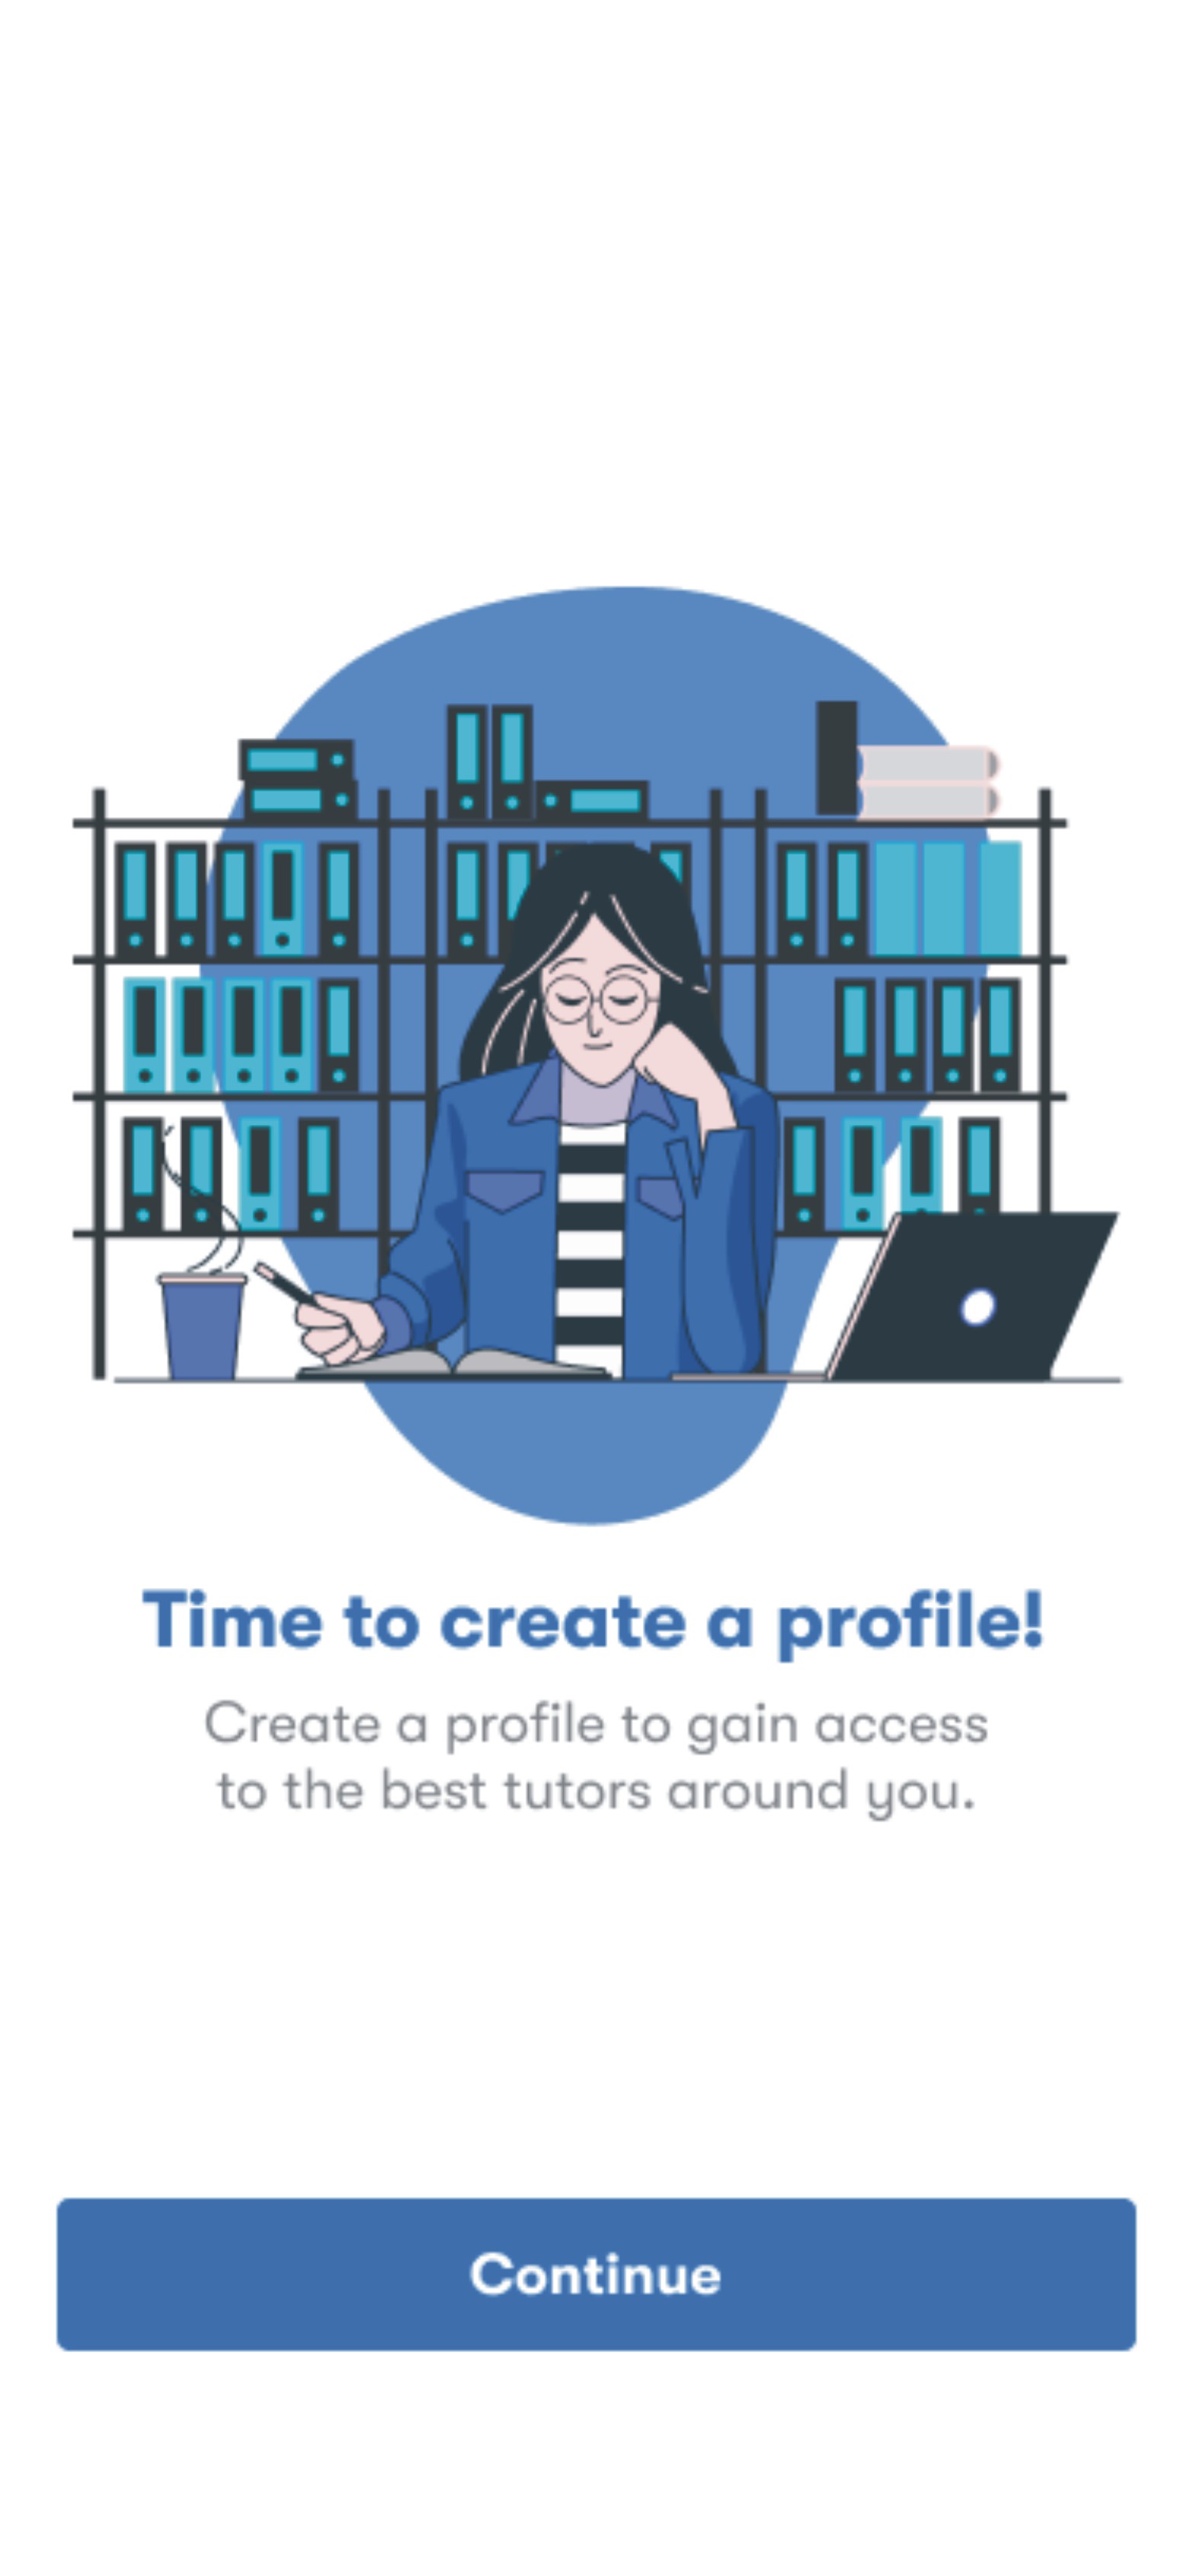 Time to create a profile!
Create a profile to gain access
to the best tutors around you.
Continue